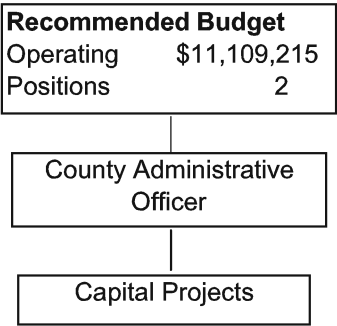 Recommended Budget
Operating $11,109,215
Positions 2
County Administrative
Officer
Capital Projects